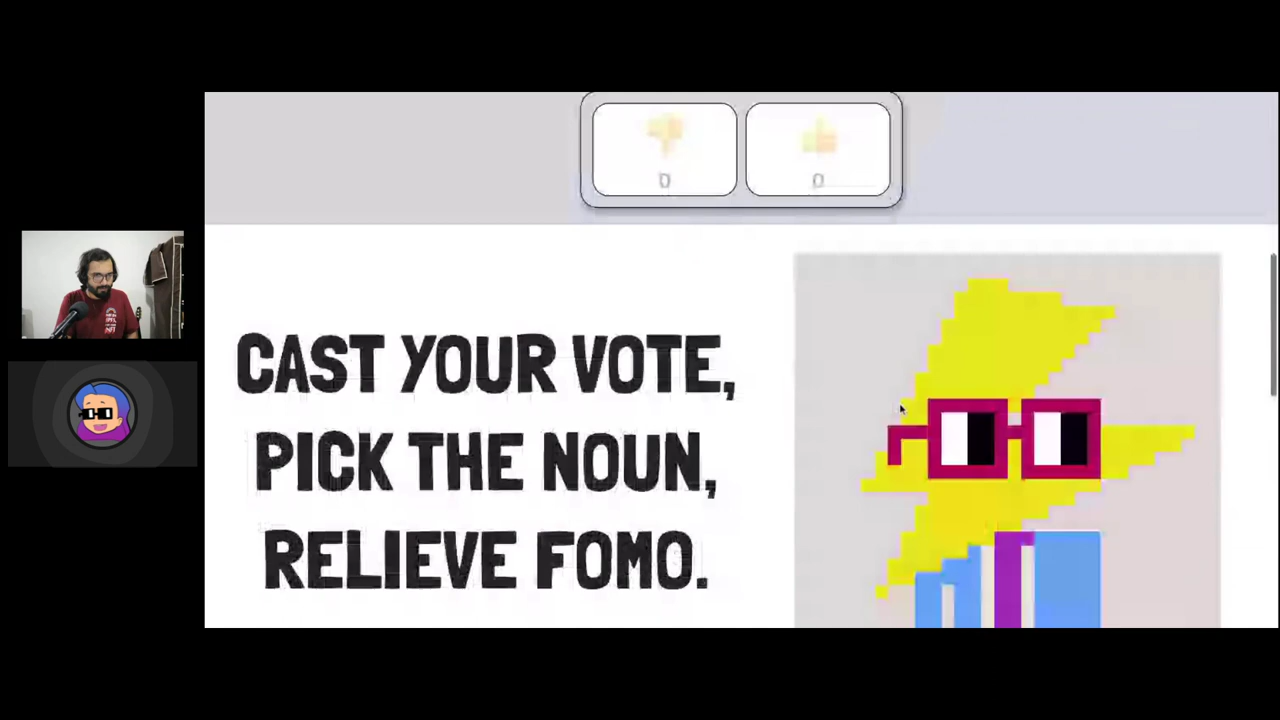 0
0
CAST YOUR VOTE,
PICK THE NOUN,
RELIEVE FOMO.